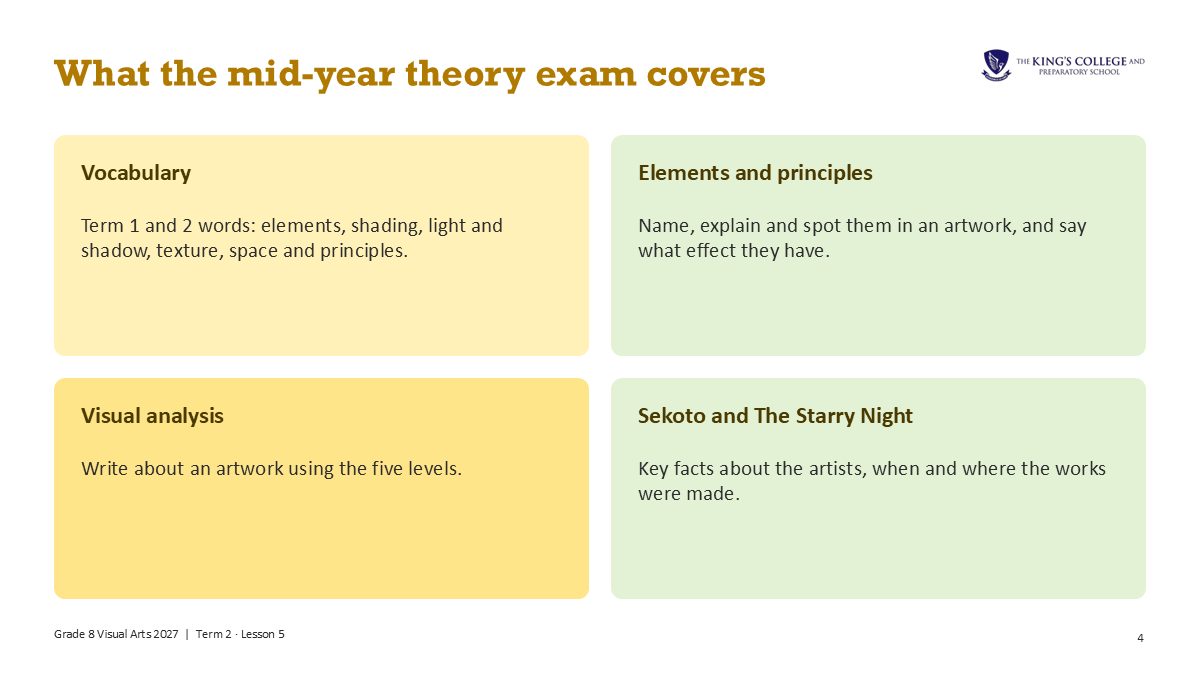 What the mid-year theory exam covers
THE KING'S COLLEGE AND
PREPARATORY SCHOOL
Vocabulary
Term 1 and 2 words: elements, shading, light and
shadow, texture, space and principles.
Elements and principles
Name, explain and spot them in an artwork, and say
what effect they have.
Visual analysis
Write about an artwork using the five levels.
Sekoto and The Starry Night
Key facts about the artists, when and where the works
were made.
Grade 8 Visual Arts 2027 | Term 2 · Lesson 5
4